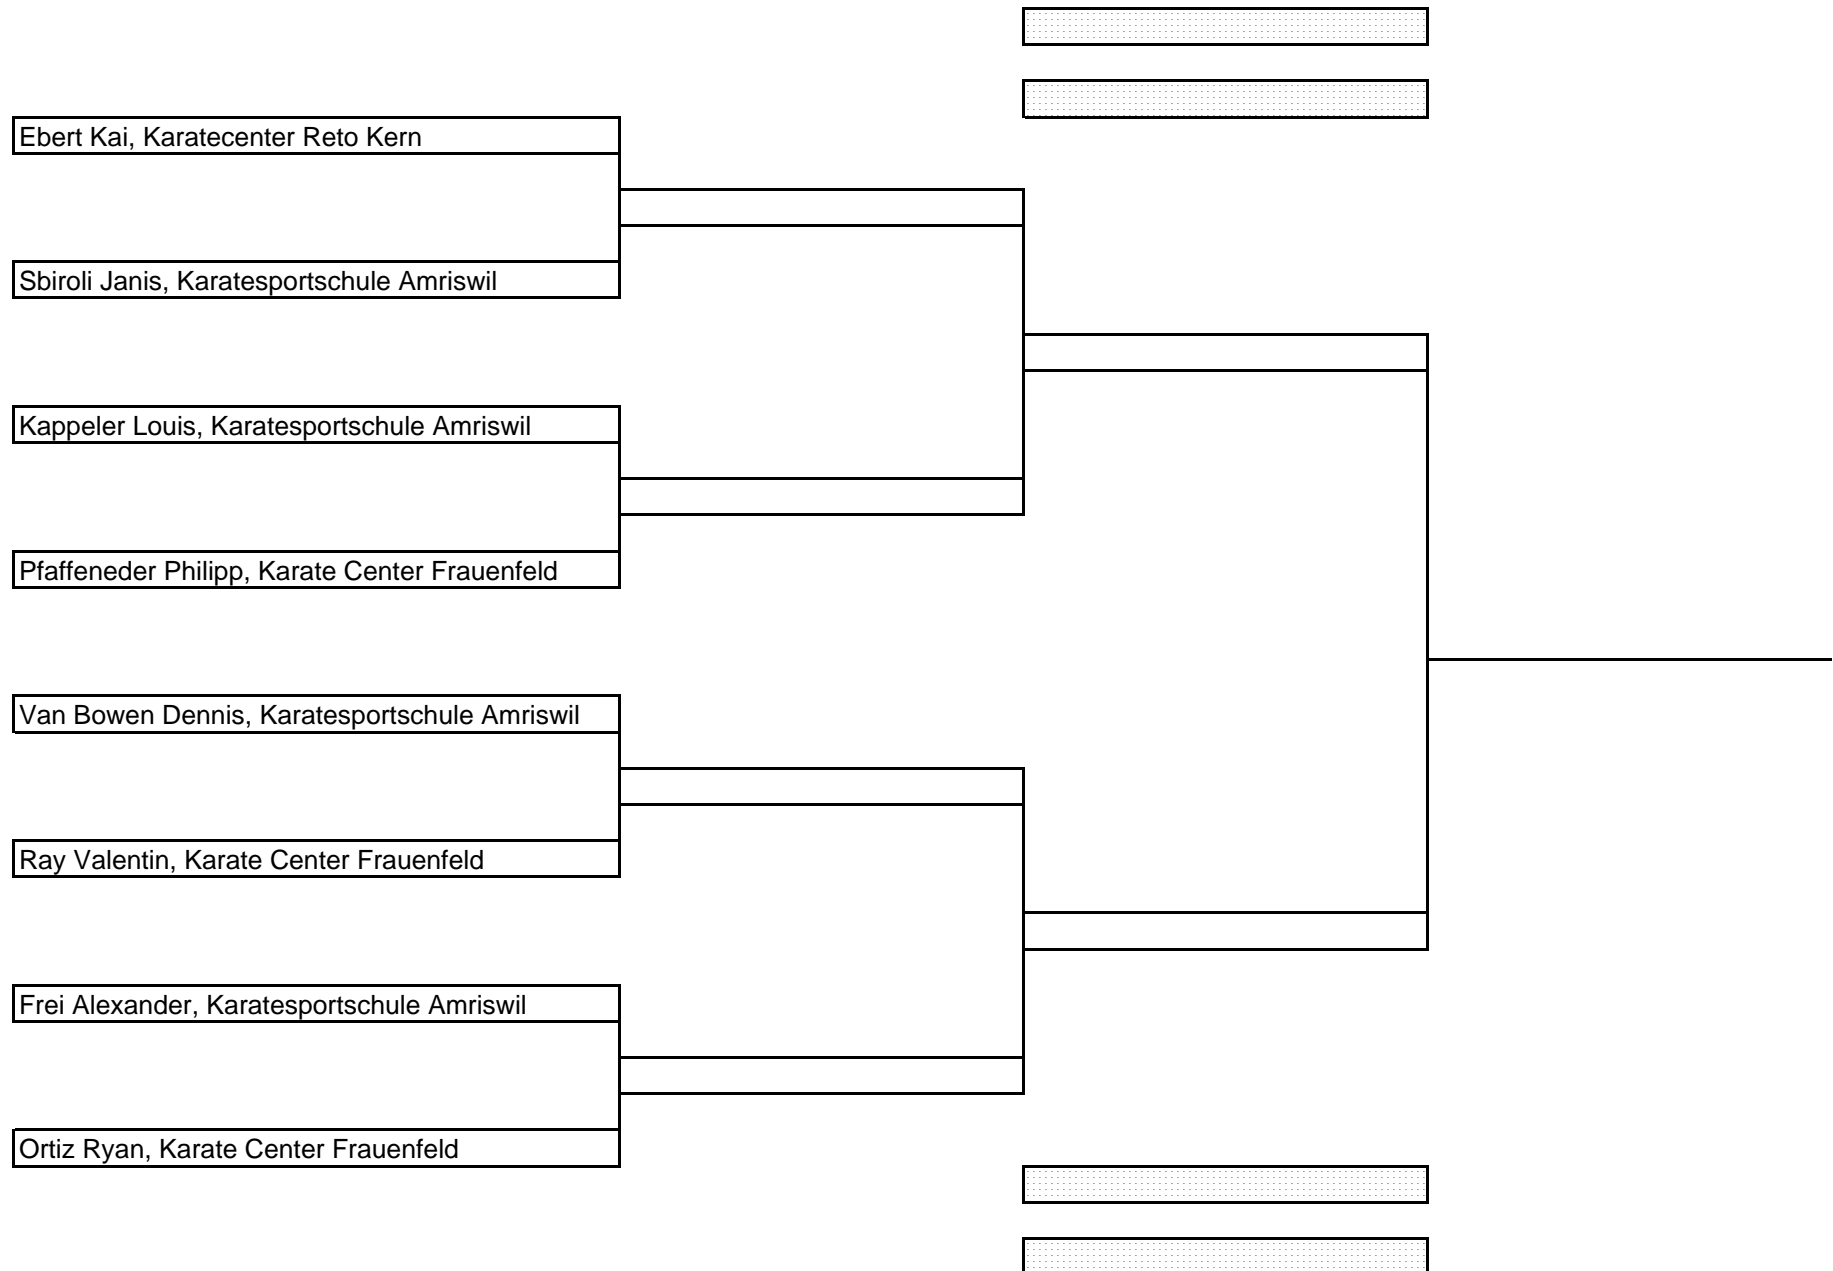 Ebert Kai, Karatecenter Reto Kern
Sbiroli Janis, Karatesportschule Amriswil
Kappeler Louis, Karatesportschule Amriswil
Pfaffeneder Philipp, Karate Center Frauenfeld
Van Bowen Dennis, Karatesportschule Amriswil
Ray Valentin, Karate Center Frauenfeld
Frei Alexander, Karatesportschule Amriswil
Ortiz Ryan, Karate Center Frauenfeld